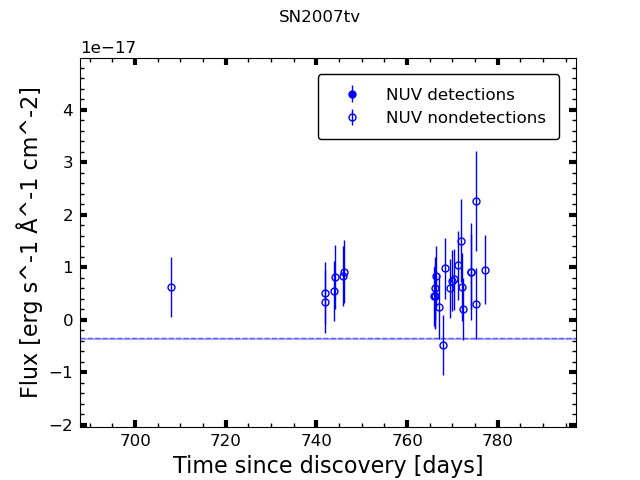 SN2007tv
1e−17
NUV detections
NUV nondetections
4
3
2
1
0
−1
−2
Flux [erg s^-1 Å^-1 cm^-2]
700 720 740 760 780
Time since discovery [days]